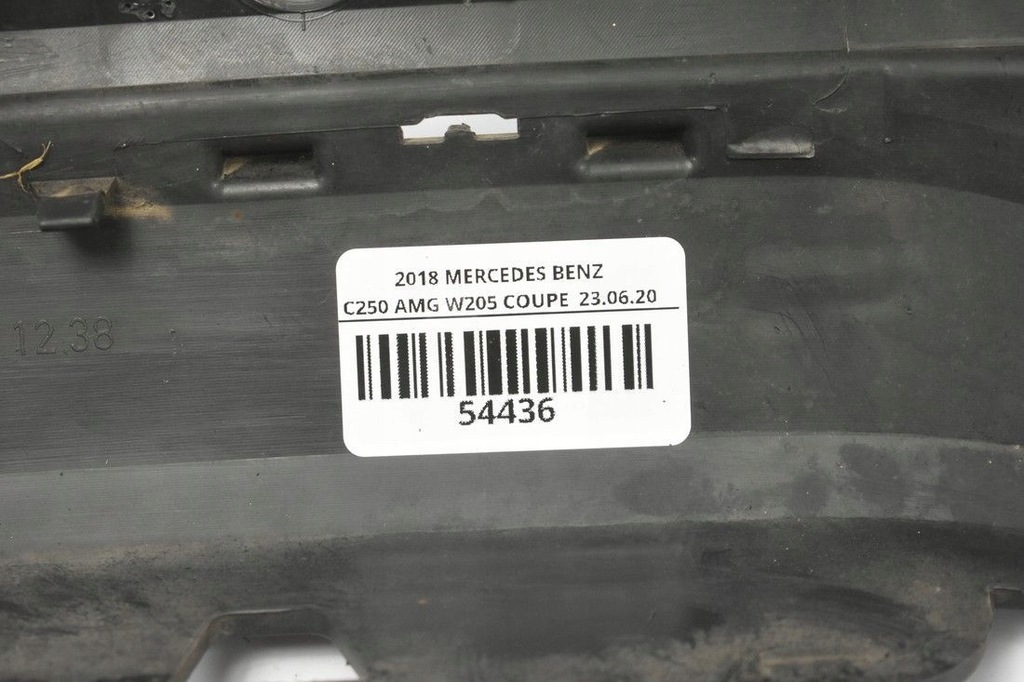 2018 MERCEDES BENZ
C250 AMG W205 COUPE 23.06.20
12.38
54436